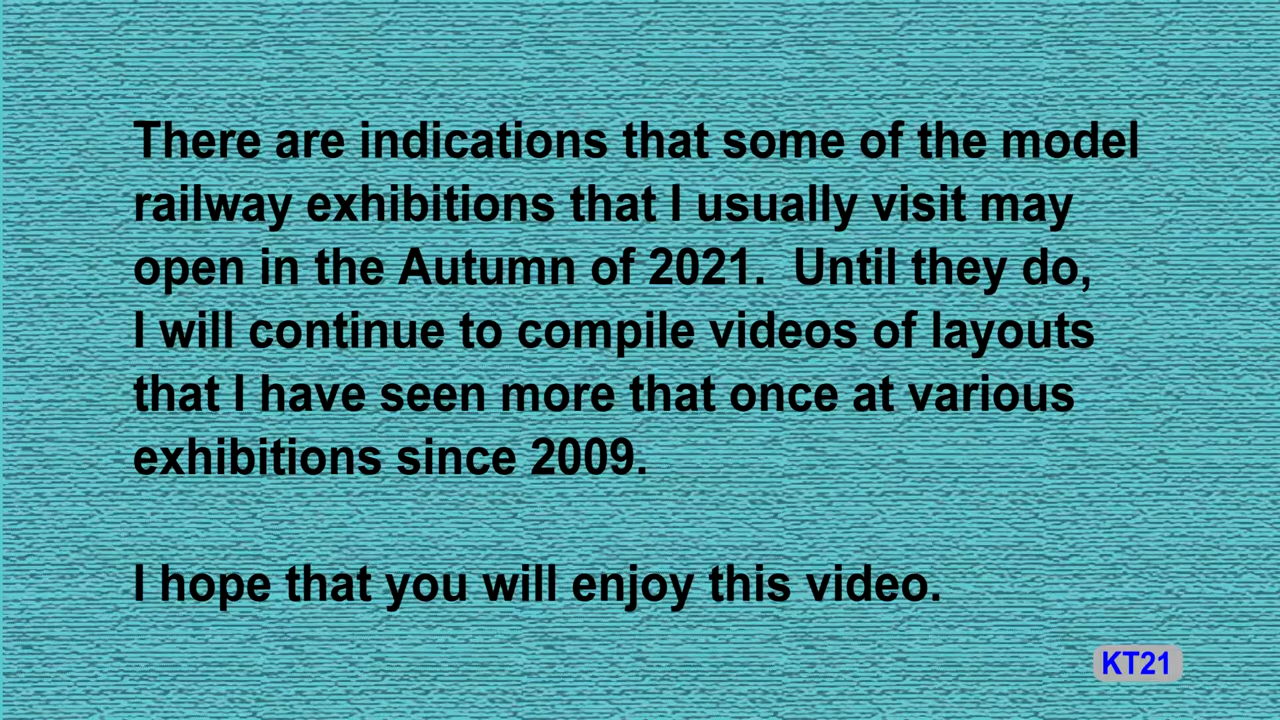 There are indications that some of the model
railway exhibitions that I usually visit may
open in the Autumn of 2021.  Until they do,
I will continue to compile videos of layouts
that I have seen more that once at various
exhibitions since 2009.
I hope that you will enjoy this video.
KT21